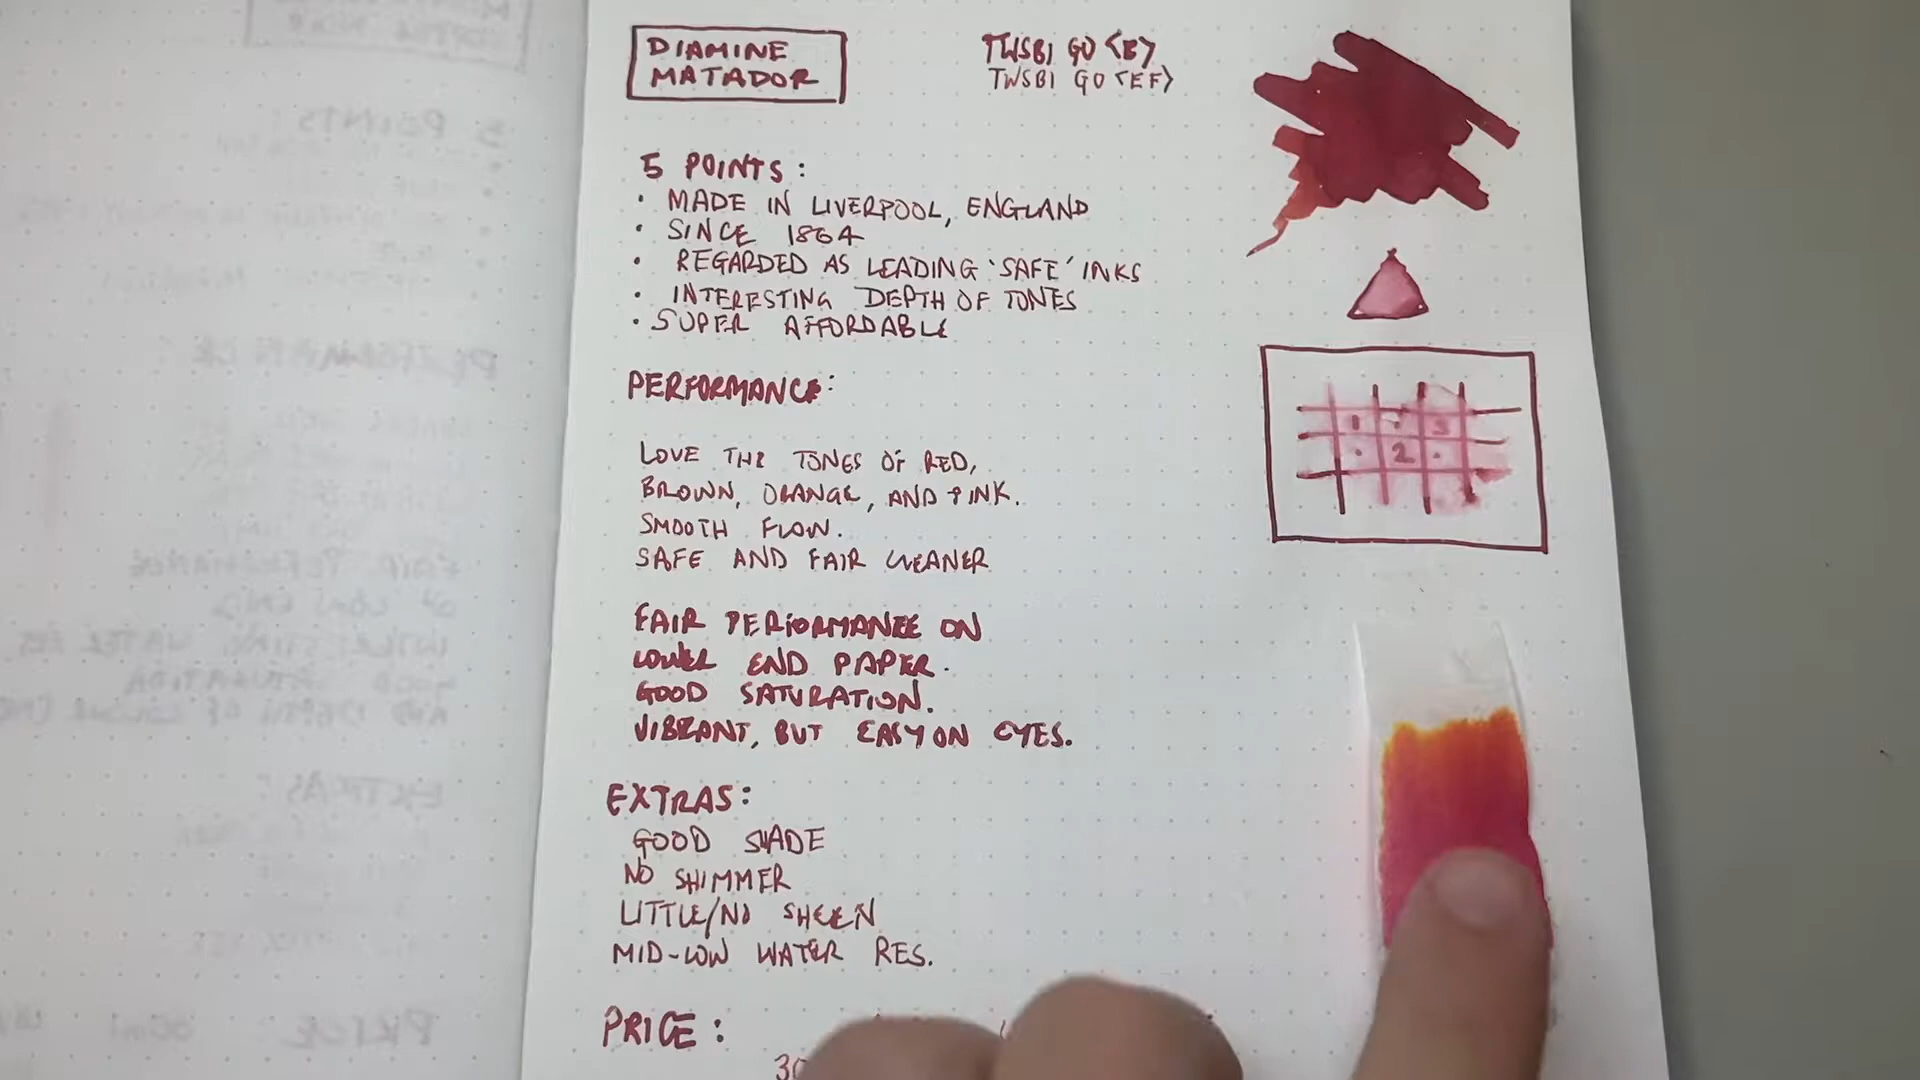 DIAMINE
MATADOR
TWSBI GO <B>
TWSBI GO <EF>
5 POINTS:
· MADE IN LIVERPOOL, ENGLAND
· SINCE 1864
· REGARDED AS LEADING 'SAFE' INKS
· INTERESTING DEPTH OF TONES
· SUPER AFFORDABLE
PERFORMANCE:
LOVE THE TONES OF RED,
BROWN, ORANGE, AND PINK.
SMOOTH FLOW.
SAFE AND FAIR CLEANER
FAIR PERFORMANCE ON
LOWER END PAPER.
GOOD SATURATION.
VIBRANT, BUT EASY ON EYES.
EXTRAS:
GOOD SHADE
NO SHIMMER
LITTLE/NO SHEEN
MID-LOW WATER RES.
PRICE:
30
1 3
2